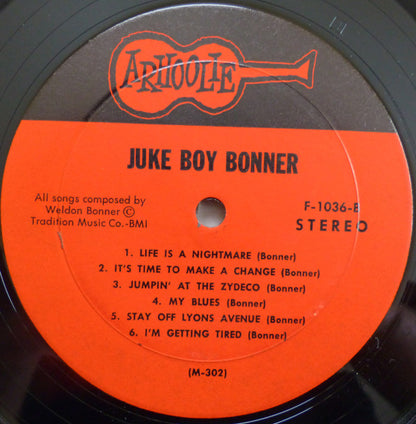 ARHOOLIE
JUKE BOY BONNER
All songs composed by
Weldon Bonner ©
Tradition Music Co.-BMI
F-1036-B
STEREO
1. LIFE IS A NIGHTMARE (Bonner)
2. IT'S TIME TO MAKE A CHANGE (Bonner)
3. JUMPIN' AT THE ZYDECO (Bonner)
4. MY BLUES (Bonner)
5. STAY OFF LYONS AVENUE (Bonner)
6. I'M GETTING TIRED (Bonner)
(M-302)